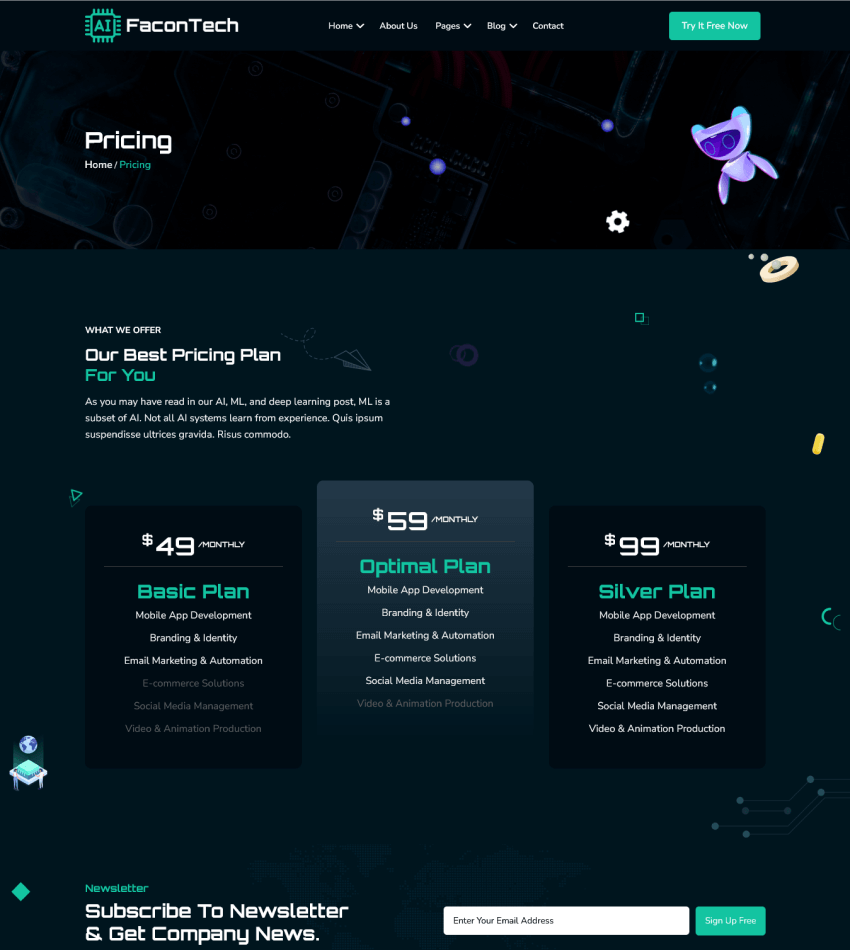 AI FaconTech
Home About Us Pages Blog Contact
Try It Free Now
Pricing
Home / Pricing
WHAT WE OFFER
Our Best Pricing Plan
For You
As you may have read in our AI, ML, and deep learning post, ML is a
subset of AI. Not all AI systems learn from experience. Quis ipsum
suspendisse ultrices gravida. Risus commodo.
$49 /MONTHLY
Basic Plan
Mobile App Development
Branding & Identity
Email Marketing & Automation
E-commerce Solutions
Social Media Management
Video & Animation Production
$59 /MONTHLY
Optimal Plan
Mobile App Development
Branding & Identity
Email Marketing & Automation
E-commerce Solutions
Social Media Management
Video & Animation Production
$99 /MONTHLY
Silver Plan
Mobile App Development
Branding & Identity
Email Marketing & Automation
E-commerce Solutions
Social Media Management
Video & Animation Production
Newsletter
Subscribe To Newsletter
& Get Company News.
Enter Your Email Address
Sign Up Free